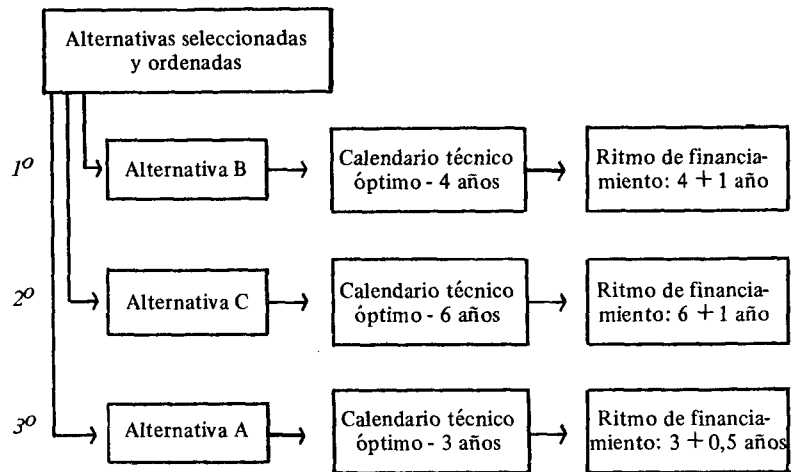 Alternativas seleccionadas
y ordenadas
1º
Alternativa B
Calendario técnico
óptimo - 4 años
Ritmo de financia-
miento: 4 + 1 año
2º
Alternativa C
Calendario técnico
óptimo - 6 años
Ritmo de financia-
miento: 6 + 1 año
3º
Alternativa A
Calendario técnico
óptimo - 3 años
Ritmo de financia-
miento: 3 + 0,5 años